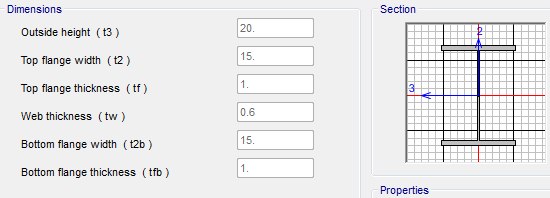 Dimensions
Section
Outside height ( t3 )
20.
Top flange width ( t2 )
15.
Top flange thickness ( tf )
1.
Web thickness ( tw )
0.6
Bottom flange width ( t2b )
15.
Bottom flange thickness ( tfb )
1.
2
3
Properties